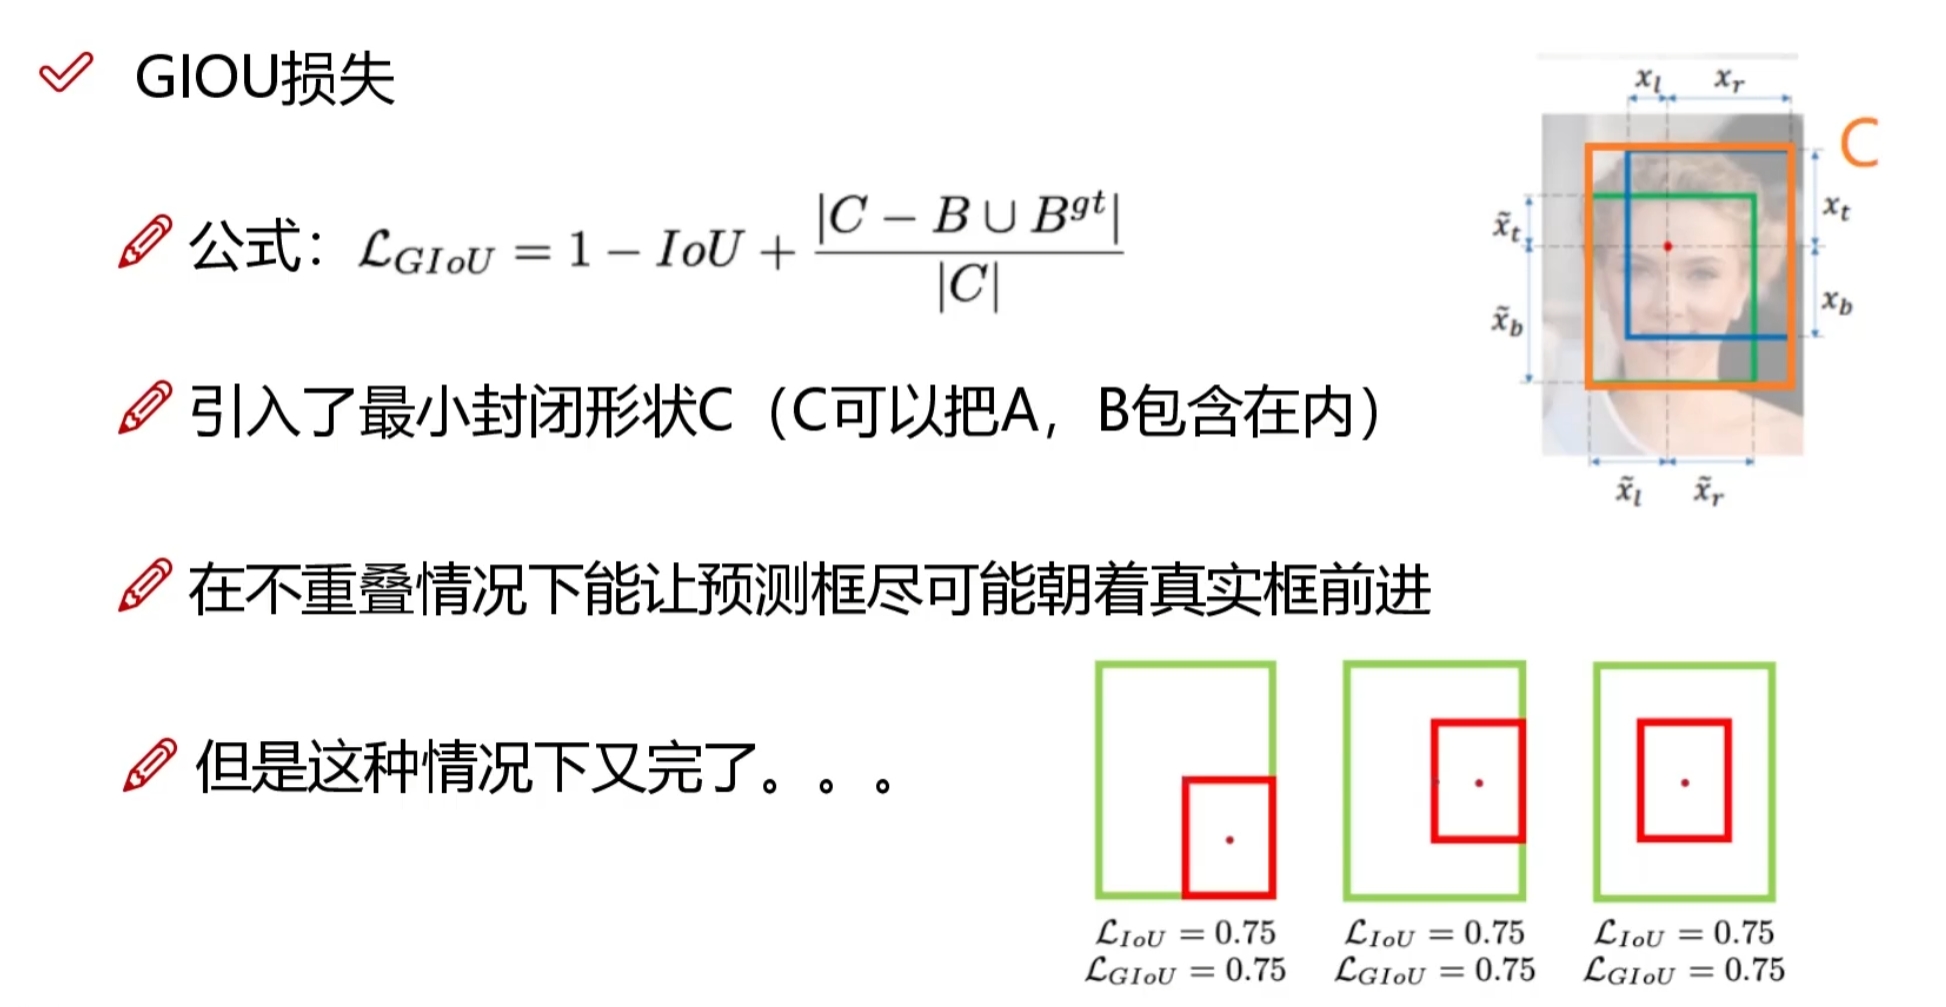 GIOU损失
公式：$\mathcal{L}_{GIoU} = 1 - IoU + \frac{|C - B \cup B^{gt}|}{|C|}$
引入了最小封闭形状C（C可以把A，B包含在内）
在不重叠情况下能让预测框尽可能朝着真实框前进
但是这种情况下又完了。。。
$x_l$ $x_r$
C
$\tilde{x}_t$ $x_t$
$\tilde{x}_b$ $x_b$
$\tilde{x}_l$ $\tilde{x}_r$
$\mathcal{L}_{IoU} = 0.75$ $\mathcal{L}_{IoU} = 0.75$ $\mathcal{L}_{IoU} = 0.75$
$\mathcal{L}_{GIoU} = 0.75$ $\mathcal{L}_{GIoU} = 0.75$ $\mathcal{L}_{GIoU} = 0.75$